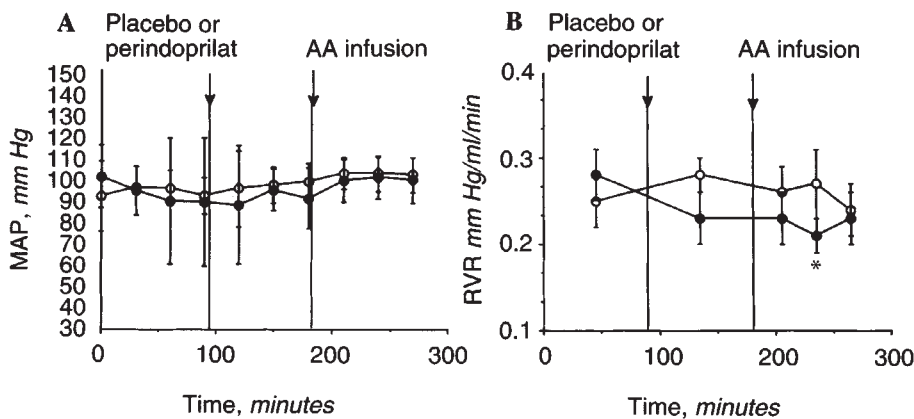 A
Placebo or
perindoprilat
AA infusion
150
140
130
120
110
100
90
80
70
60
50
40
30
MAP, mm Hg
0
100
200
300
Time, minutes
B
Placebo or
perindoprilat
AA infusion
0.4
0.3
0.2
0.1
RVR mm Hg/ml/min
*
0
100
200
300
Time, minutes